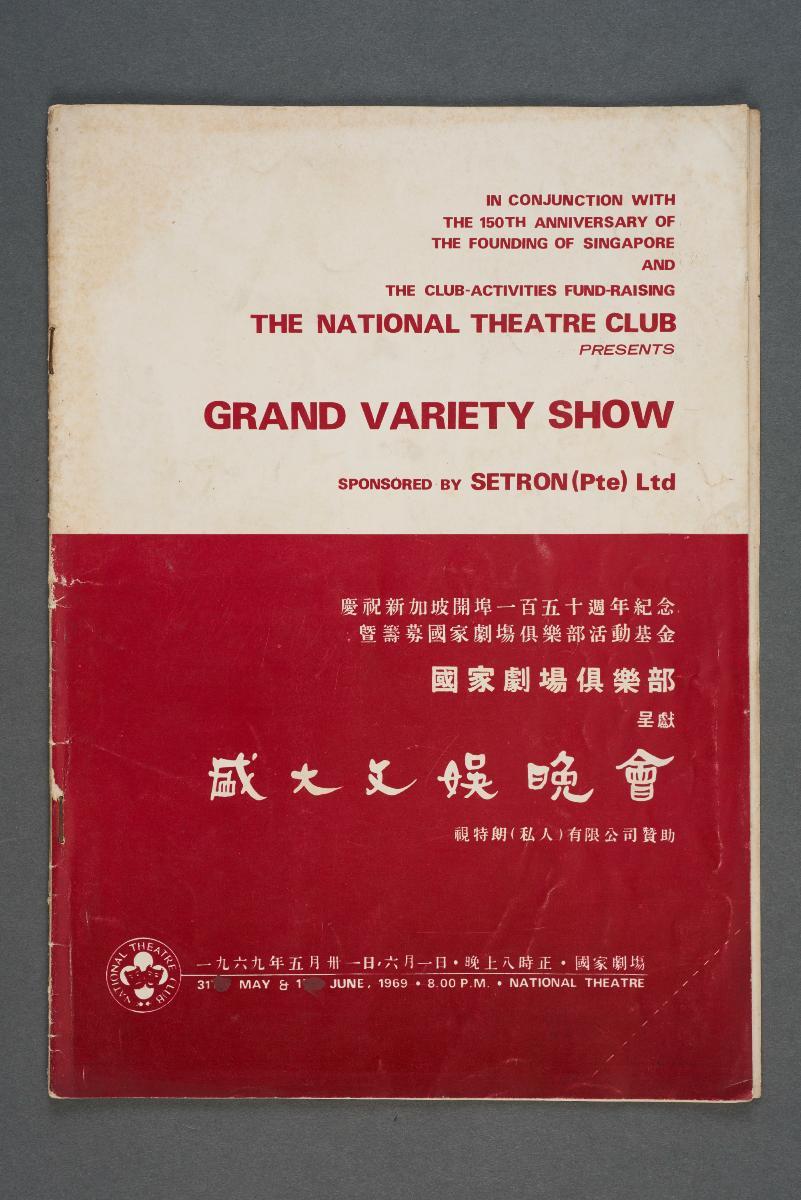 IN CONJUNCTION WITH
THE 150TH ANNIVERSARY OF
THE FOUNDING OF SINGAPORE
AND
THE CLUB-ACTIVITIES FUND-RAISING
THE NATIONAL THEATRE CLUB
PRESENTS
GRAND VARIETY SHOW
SPONSORED BY SETRON (Pte) Ltd
慶祝新加坡開埠一百五十週年紀念
暨籌募國家劇場俱樂部活動基金
國家劇場俱樂部
呈獻
盛大文娛晚會
視特朗(私人)有限公司贊助
NATIONAL THEATRE CLUB
一九六九年五月卅一日,六月一日•晚上八時正•國家劇場
MAY & JUNE, 1969 • 8.00 P.M. • NATIONAL THEATRE